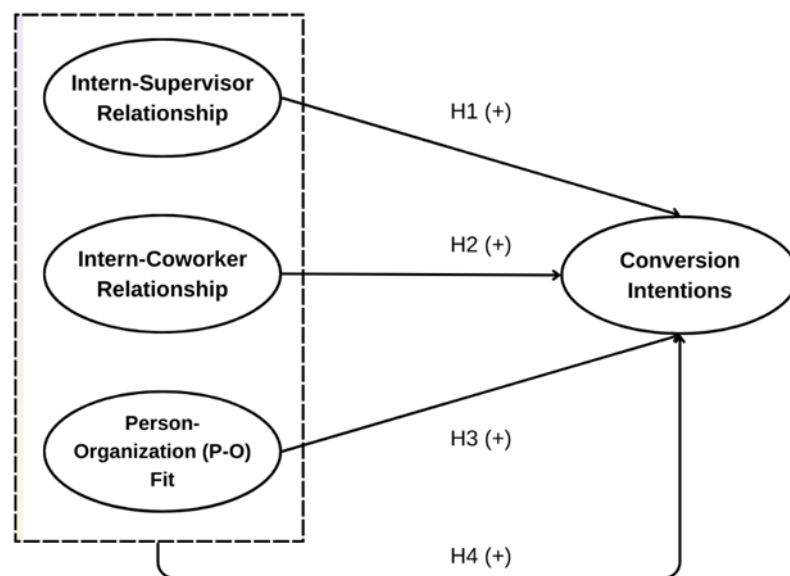 Intern-Supervisor
Relationship
H1 (+)
Intern-Coworker
Relationship
H2 (+)
Conversion
Intentions
Person-
Organization (P-O)
Fit
H3 (+)
H4 (+)